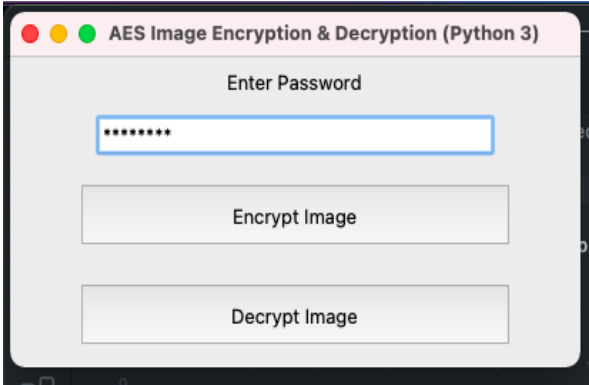 AES Image Encryption & Decryption (Python 3)
Enter Password
********
Encrypt Image
Decrypt Image